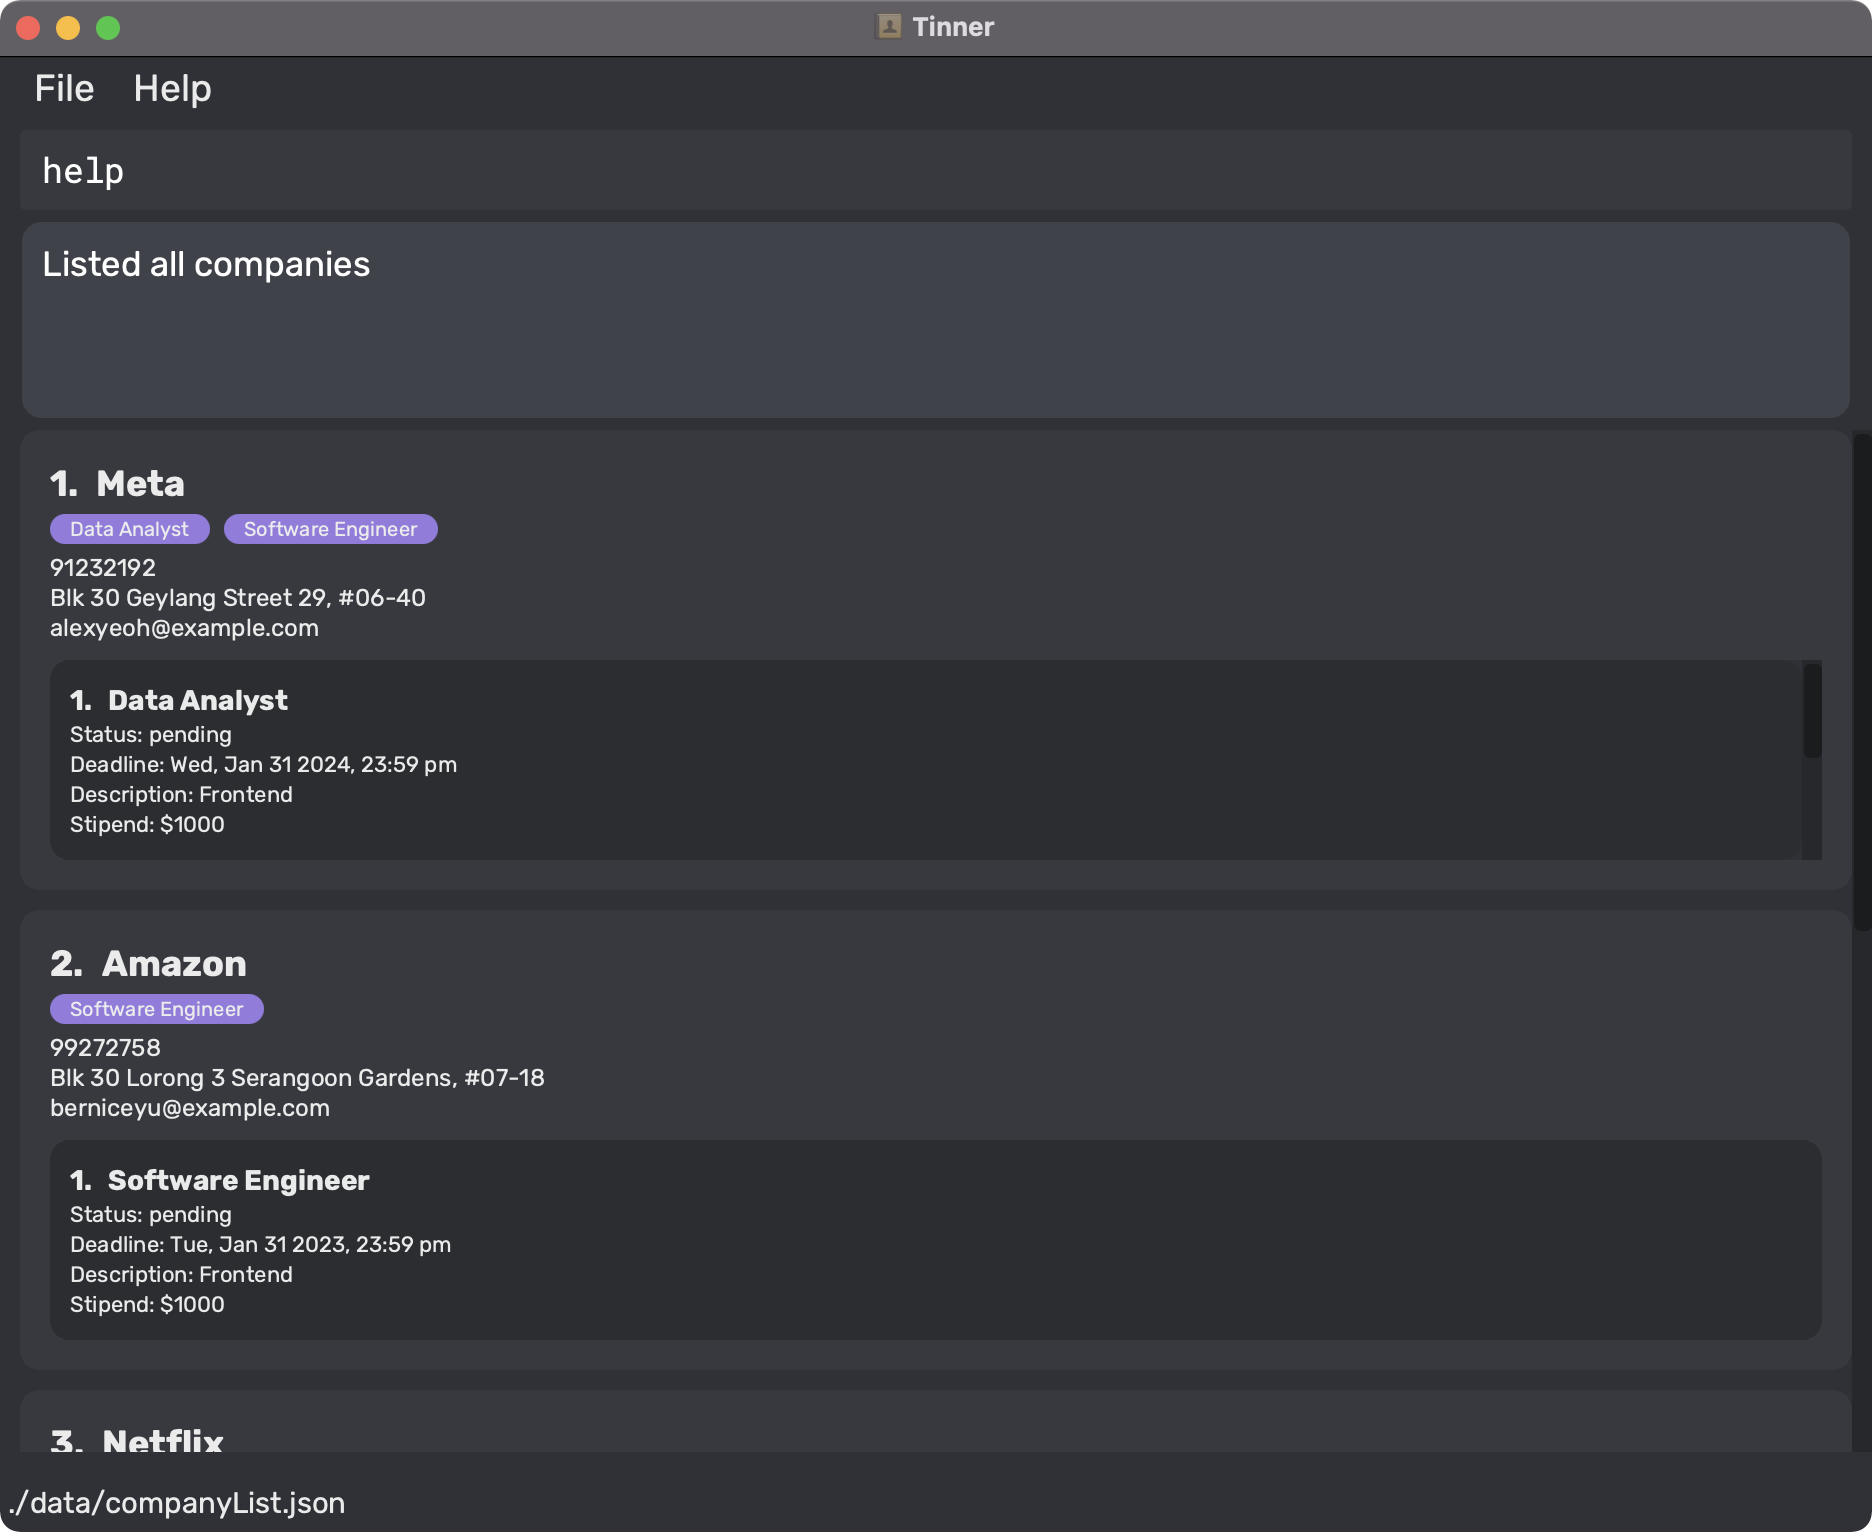 Tinner
File Help
help
Listed all companies
1. Meta
Data Analyst Software Engineer
91232192
Blk 30 Geylang Street 29, #06-40
alexyeoh@example.com
1. Data Analyst
Status: pending
Deadline: Wed, Jan 31 2024, 23:59 pm
Description: Frontend
Stipend: $1000
2. Amazon
Software Engineer
99272758
Blk 30 Lorong 3 Serangoon Gardens, #07-18
berniceyu@example.com
1. Software Engineer
Status: pending
Deadline: Tue, Jan 31 2023, 23:59 pm
Description: Frontend
Stipend: $1000
3. Netflix
./data/companyList.json